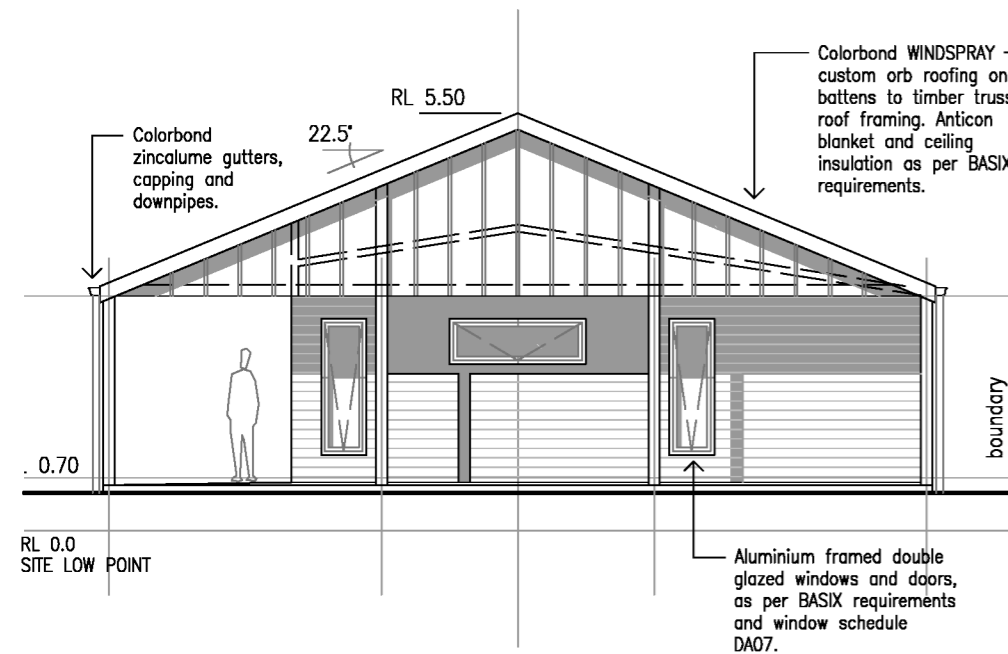 Colorbond WINDSPRAY -
custom orb roofing on
battens to timber truss
roof framing. Anticon
blanket and ceiling
insulation as per BASIX
requirements.
RL 5.50
22.5°
Colorbond
zincalume gutters,
capping and
downpipes.
boundary
. 0.70
RL 0.0
SITE LOW POINT
Aluminium framed double
glazed windows and doors,
as per BASIX requirements
and window schedule
DA07.